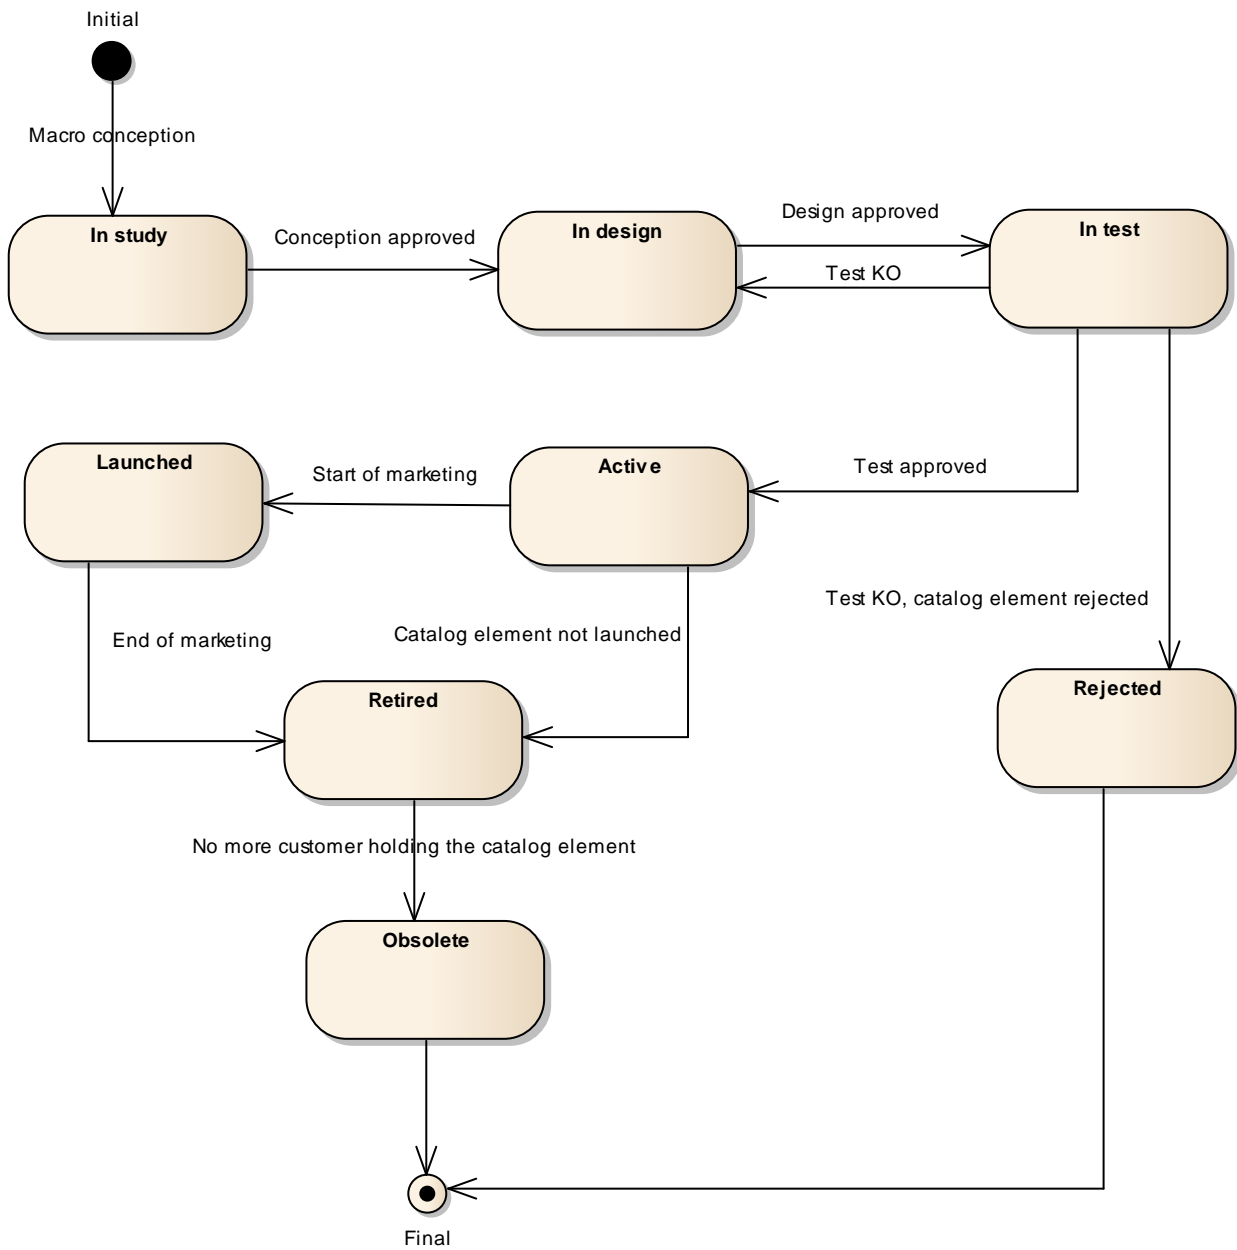 Initial
Macro conception
In study
Conception approved
In design
Design approved
Test KO
In test
Launched
Start of marketing
Active
Test approved
Test KO, catalog element rejected
End of marketing
Catalog element not launched
Retired
Rejected
No more customer holding the catalog element
Obsolete
Final